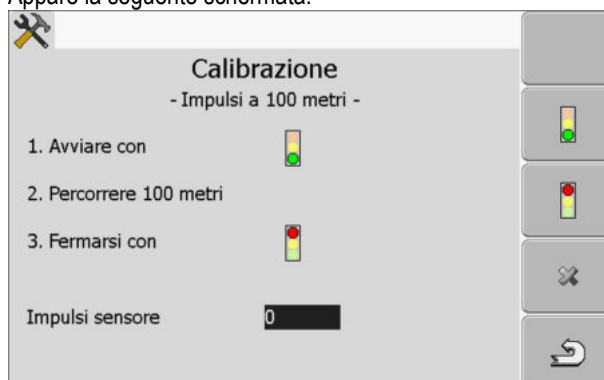 Appare la seguente schermata:
Calibrazione
- Impulsi a 100 metri -
1. Avviare con
2. Percorrere 100 metri
3. Fermarsi con
Impulsi sensore 0